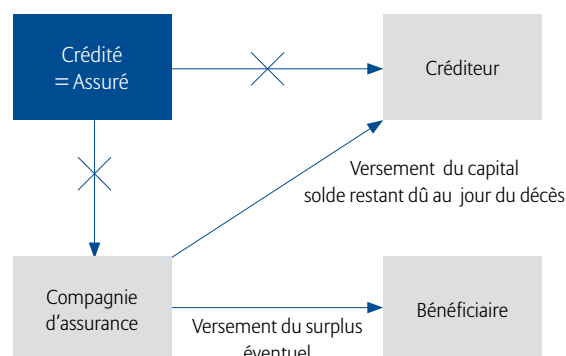 Crédité
= Assuré
Créditeur
Versement du capital
solde restant dû au jour du décès
Compagnie
d'assurance
Versement du surplus
éventuel
Bénéficiaire